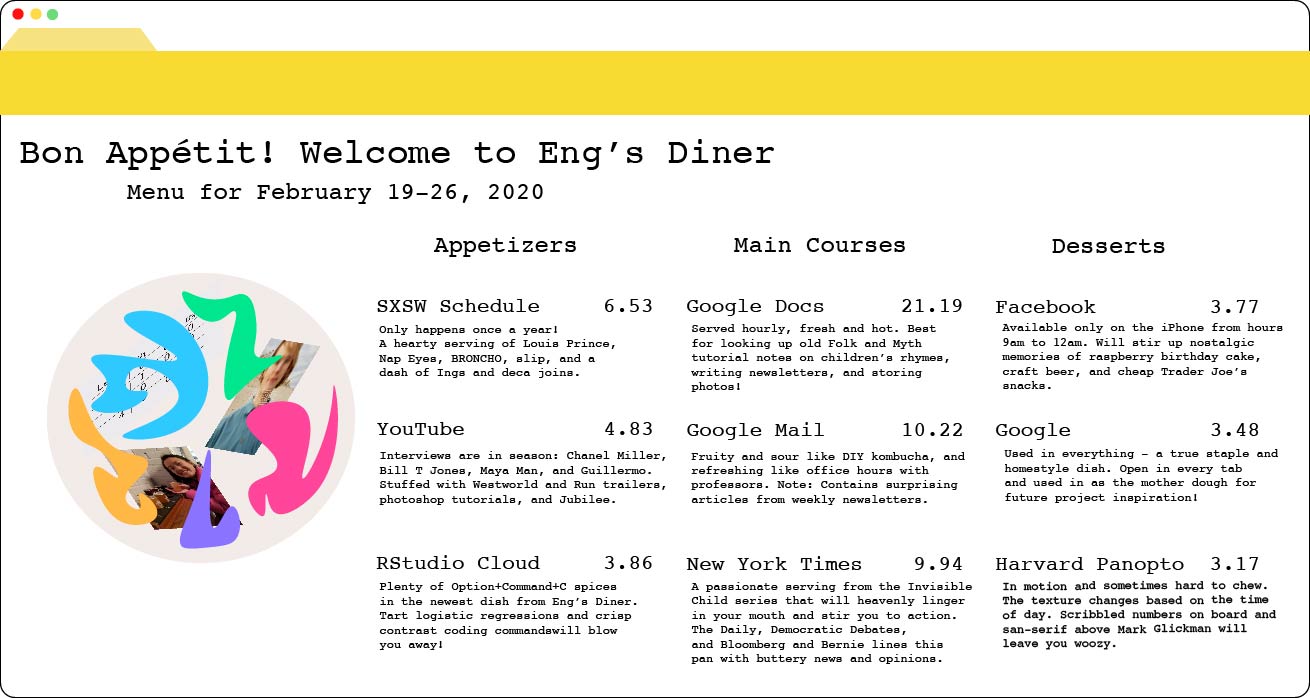 Bon Appétit! Welcome to Eng's Diner
Menu for February 19-26, 2020
Appetizers
SXSW Schedule 6.53
Only happens once a year!
A hearty serving of Louis Prince,
Nap Eyes, BRONCHO, slip, and a
dash of Ings and deca joins.
YouTube 4.83
Interviews are in season: Chanel Miller,
Bill T Jones, Maya Man, and Guillermo.
Stuffed with Westworld and Run trailers,
photoshop tutorials, and Jubilee.
RStudio Cloud 3.86
Plenty of Option+Command+C spices
in the newest dish from Eng's Diner.
Tart logistic regressions and crisp
contrast coding commandswill blow
you away!
Main Courses
Google Docs 21.19
Served hourly, fresh and hot. Best
for looking up old Folk and Myth
tutorial notes on children's rhymes,
writing newsletters, and storing
photos!
Google Mail 10.22
Fruity and sour like DIY kombucha, and
refreshing like office hours with
professors. Note: Contains surprising
articles from weekly newsletters.
New York Times 9.94
A passionate serving from the Invisible
Child series that will heavenly linger
in your mouth and stir you to action.
The Daily, Democratic Debates,
and Bloomberg and Bernie lines this
pan with buttery news and opinions.
Desserts
Facebook 3.77
Available only on the iPhone from hours
9am to 12am. Will stir up nostalgic
memories of raspberry birthday cake,
craft beer, and cheap Trader Joe's
snacks.
Google 3.48
Used in everything - a true staple and
homestyle dish. Open in every tab
and used in as the mother dough for
future project inspiration!
Harvard Panopto 3.17
In motion and sometimes hard to chew.
The texture changes based on the time
of day. Scribbled numbers on board and
san-serif above Mark Glickman will
leave you woozy.